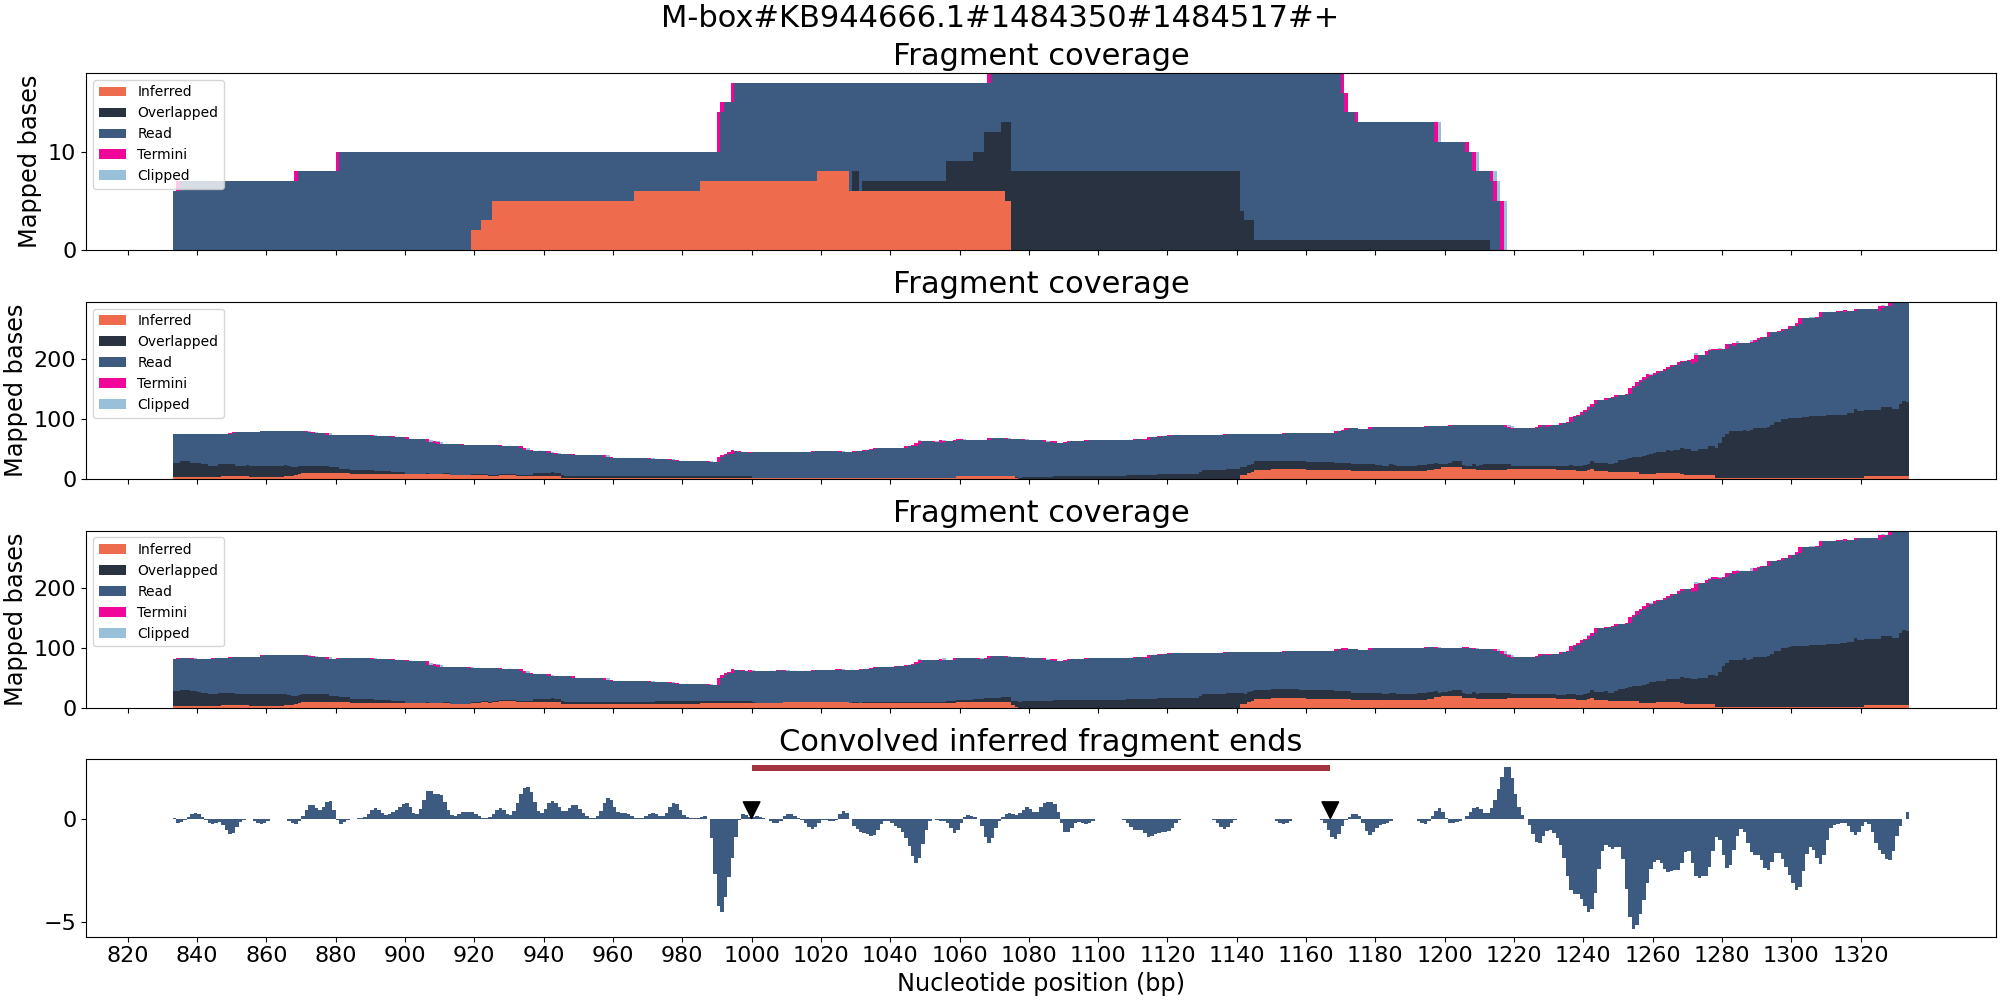 M-box#KB944666.1#1484350#1484517#+
Fragment coverage
Mapped bases
10
0
Inferred
Overlapped
Read
Termini
Clipped
Fragment coverage
Mapped bases
200
100
0
Inferred
Overlapped
Read
Termini
Clipped
Fragment coverage
Mapped bases
200
100
0
Inferred
Overlapped
Read
Termini
Clipped
Convolved inferred fragment ends
0
−5
820 840 860 880 900 920 940 960 980 1000 1020 1040 1060 1080 1100 1120 1140 1160 1180 1200 1220 1240 1260 1280 1300 1320
Nucleotide position (bp)